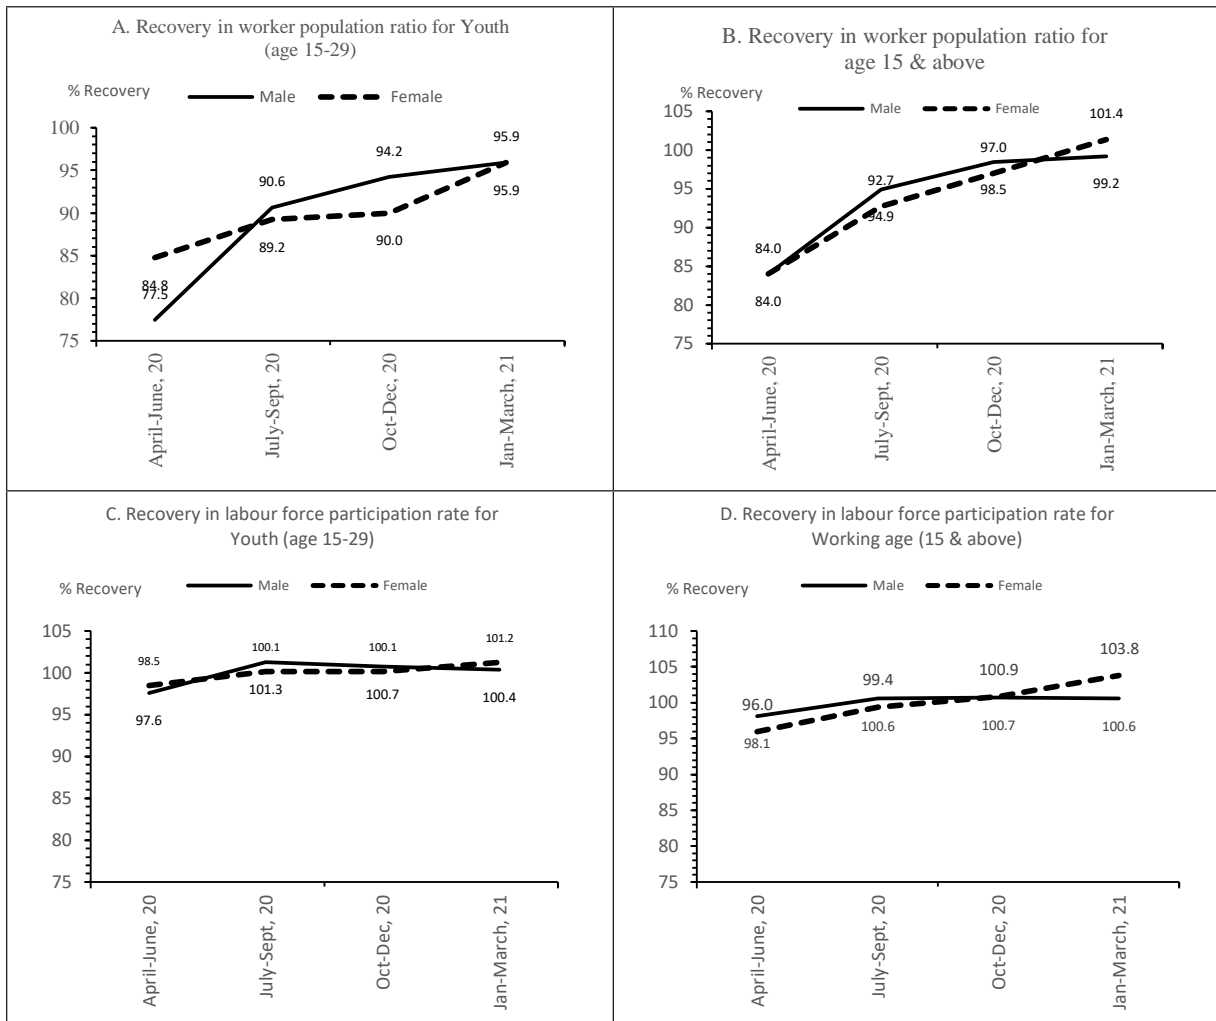 A. Recovery in worker population ratio for Youth
(age 15-29)
% Recovery
Male
Female
100
95
90
85
80
75
77.5
90.6
94.2
95.9
84.8
89.2
90.0
95.9
April-June, 20
July-Sept, 20
Oct-Dec, 20
Jan-March, 21
B. Recovery in worker population ratio for
age 15 & above
% Recovery
Male
Female
105
100
95
90
85
80
75
84.0
92.7
97.0
101.4
84.0
94.9
98.5
99.2
April-June, 20
July-Sept, 20
Oct-Dec, 20
Jan-March, 21
C. Recovery in labour force participation rate for
Youth (age 15-29)
% Recovery
Male
Female
105
100
95
90
85
80
75
98.5
100.1
100.1
101.2
97.6
101.3
100.7
100.4
April-June, 20
July-Sept, 20
Oct-Dec, 20
Jan-March, 21
D. Recovery in labour force participation rate for
Working age (15 & above)
% Recovery
Male
Female
110
105
100
95
90
85
80
75
96.0
99.4
100.9
103.8
98.1
100.6
100.7
100.6
April-June, 20
July-Sept, 20
Oct-Dec, 20
Jan-March, 21